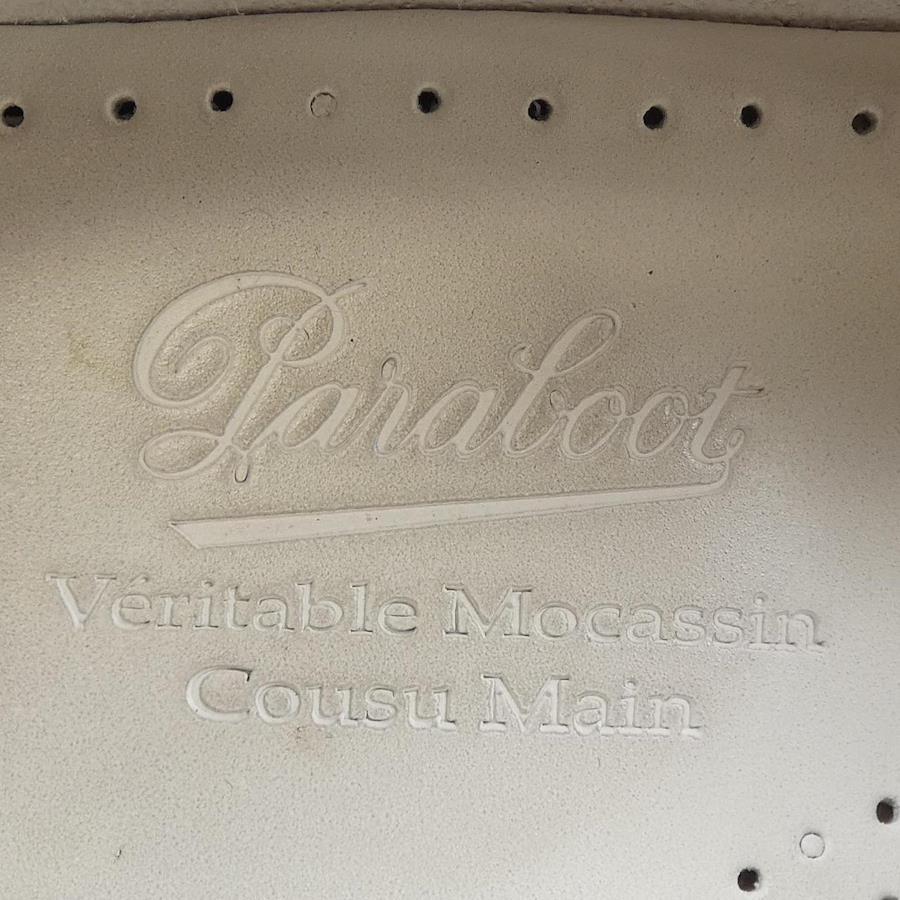 Paraboot
Véritable Mocassin
Cousu Main